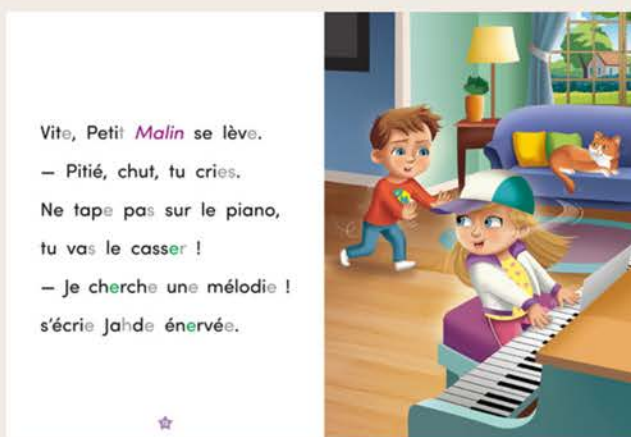 Vite, Petit Malin se lève.
— Pitié, chut, tu cries.
Ne tape pas sur le piano,
tu vas le casser !
— Je cherche une mélodie !
s'écrie Jahde énervée.